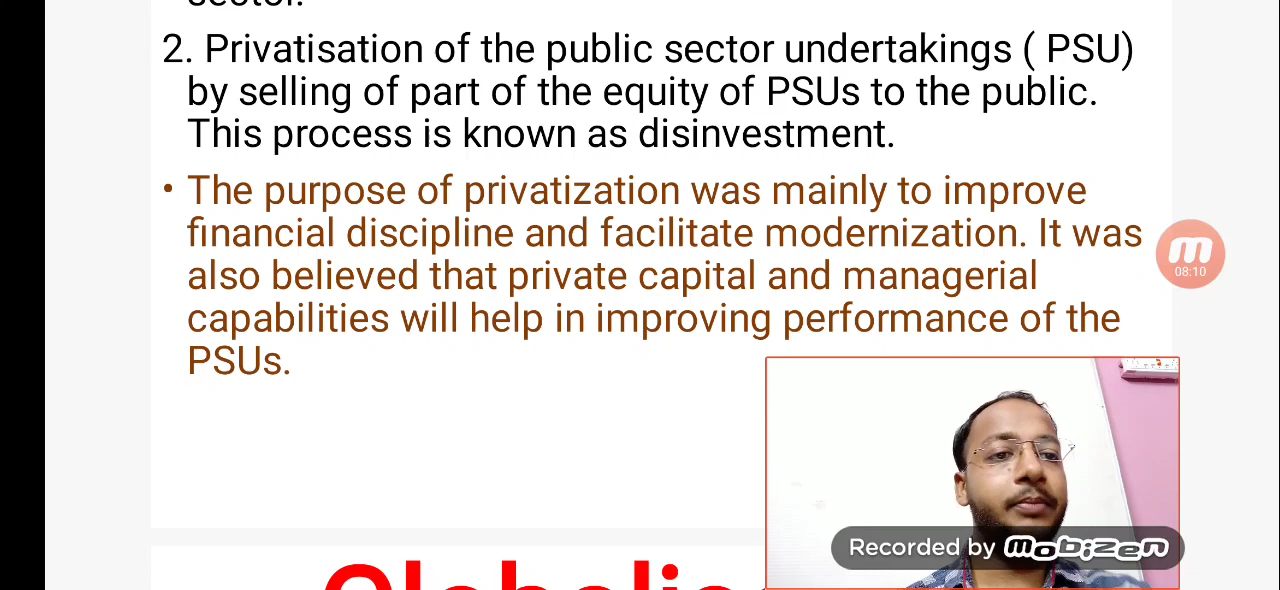 2. Privatisation of the public sector undertakings ( PSU)
by selling of part of the equity of PSUs to the public.
This process is known as disinvestment.
• The purpose of privatization was mainly to improve
financial discipline and facilitate modernization. It was
also believed that private capital and managerial
capabilities will help in improving performance of the
PSUs.
m
08:10
Recorded by mobizen